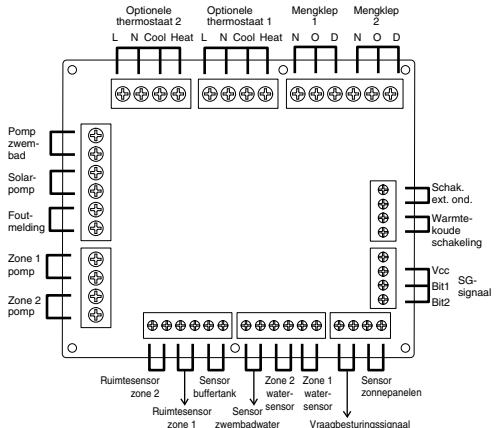 Optionele
thermostaat 2
Optionele
thermostaat 1
Mengklep
1
Mengklep
2
L N Cool Heat
L N Cool Heat
N O D
N O D
Pomp
zwem-
bad
Solar-
pomp
Fout-
melding
Zone 1
pomp
Zone 2
pomp
Schak.
ext. ond.
Warmte-
koude
schakeling
Vcc
Bit1
Bit2
SG-
signaal
Ruimtesensor
zone 2
Ruimtesensor
zone 1
Sensor
buffertank
Sensor
zwembadwater
Zone 2
water-
sensor
Zone 1
water-
sensor
Sensor
zonnepanelen
Vraagbesturingssignaal